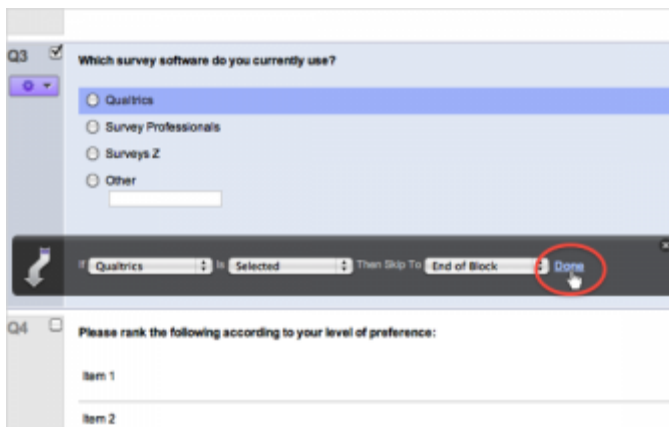 Q3
Which survey software do you currently use?
Qualtrics
Survey Professionals
Surveys Z
Other
If Qualtrics Is Selected Then Skip To End of Block Done
Q4
Please rank the following according to your level of preference:
Item 1
Item 2